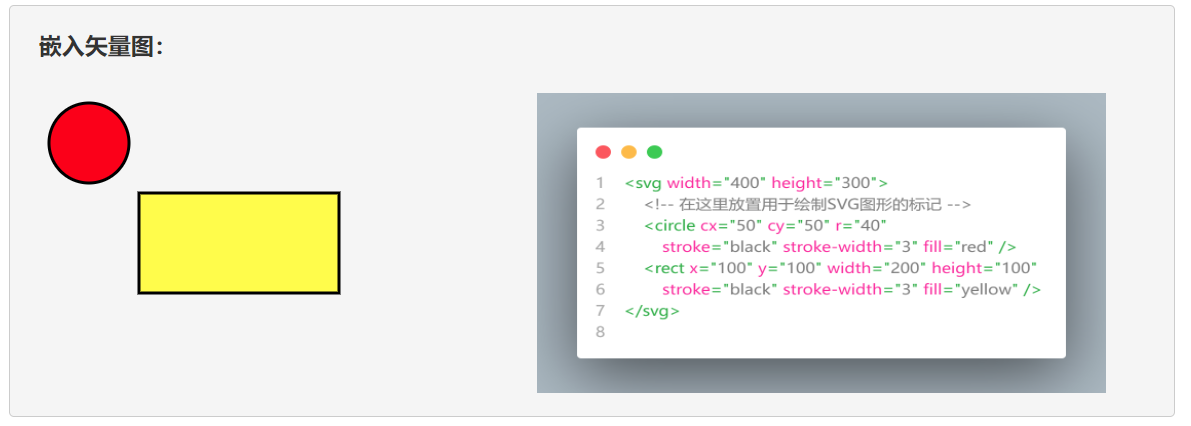 嵌入矢量图：
1 <svg width="400" height="300">
2 <!-- 在这里放置用于绘制SVG图形的标记 -->
3 <circle cx="50" cy="50" r="40"
4 stroke="black" stroke-width="3" fill="red" />
5 <rect x="100" y="100" width="200" height="100"
6 stroke="black" stroke-width="3" fill="yellow" />
7 </svg>
8